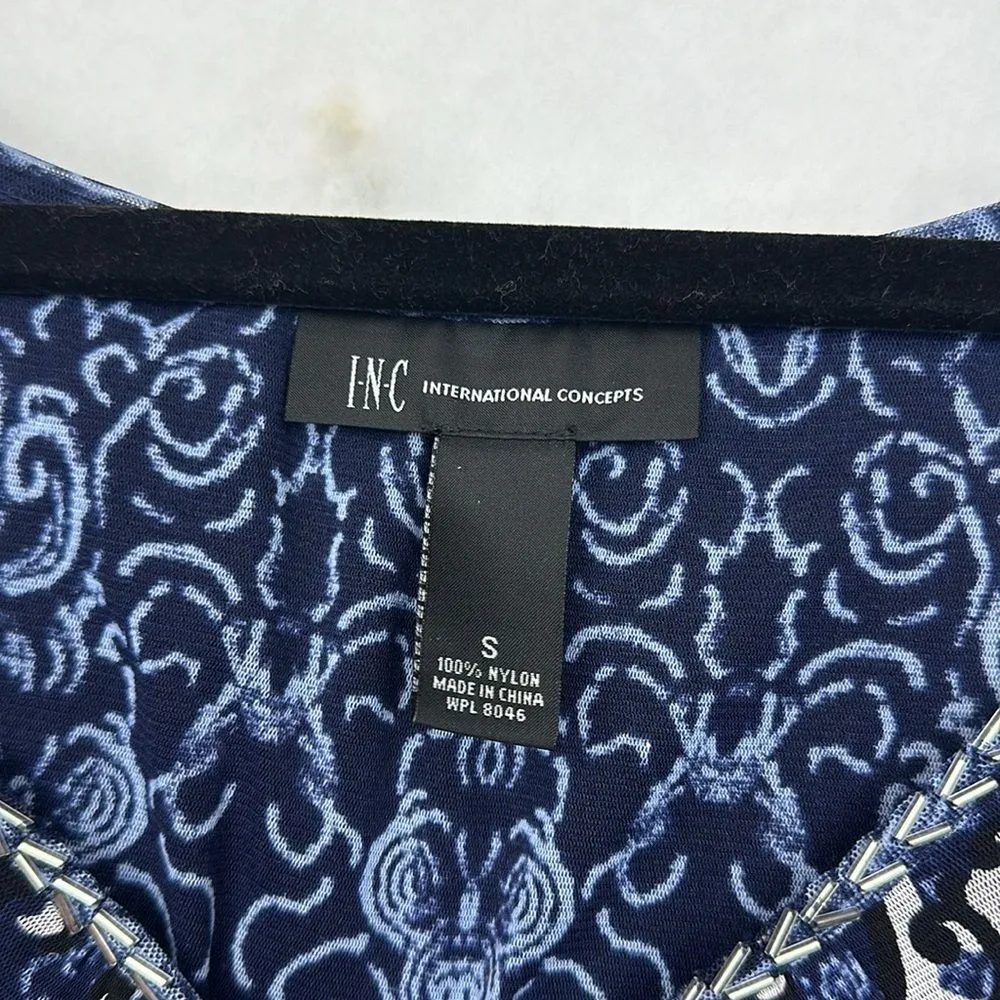 I·N·C INTERNATIONAL CONCEPTS
S
100% NYLON
MADE IN CHINA
WPL 8046